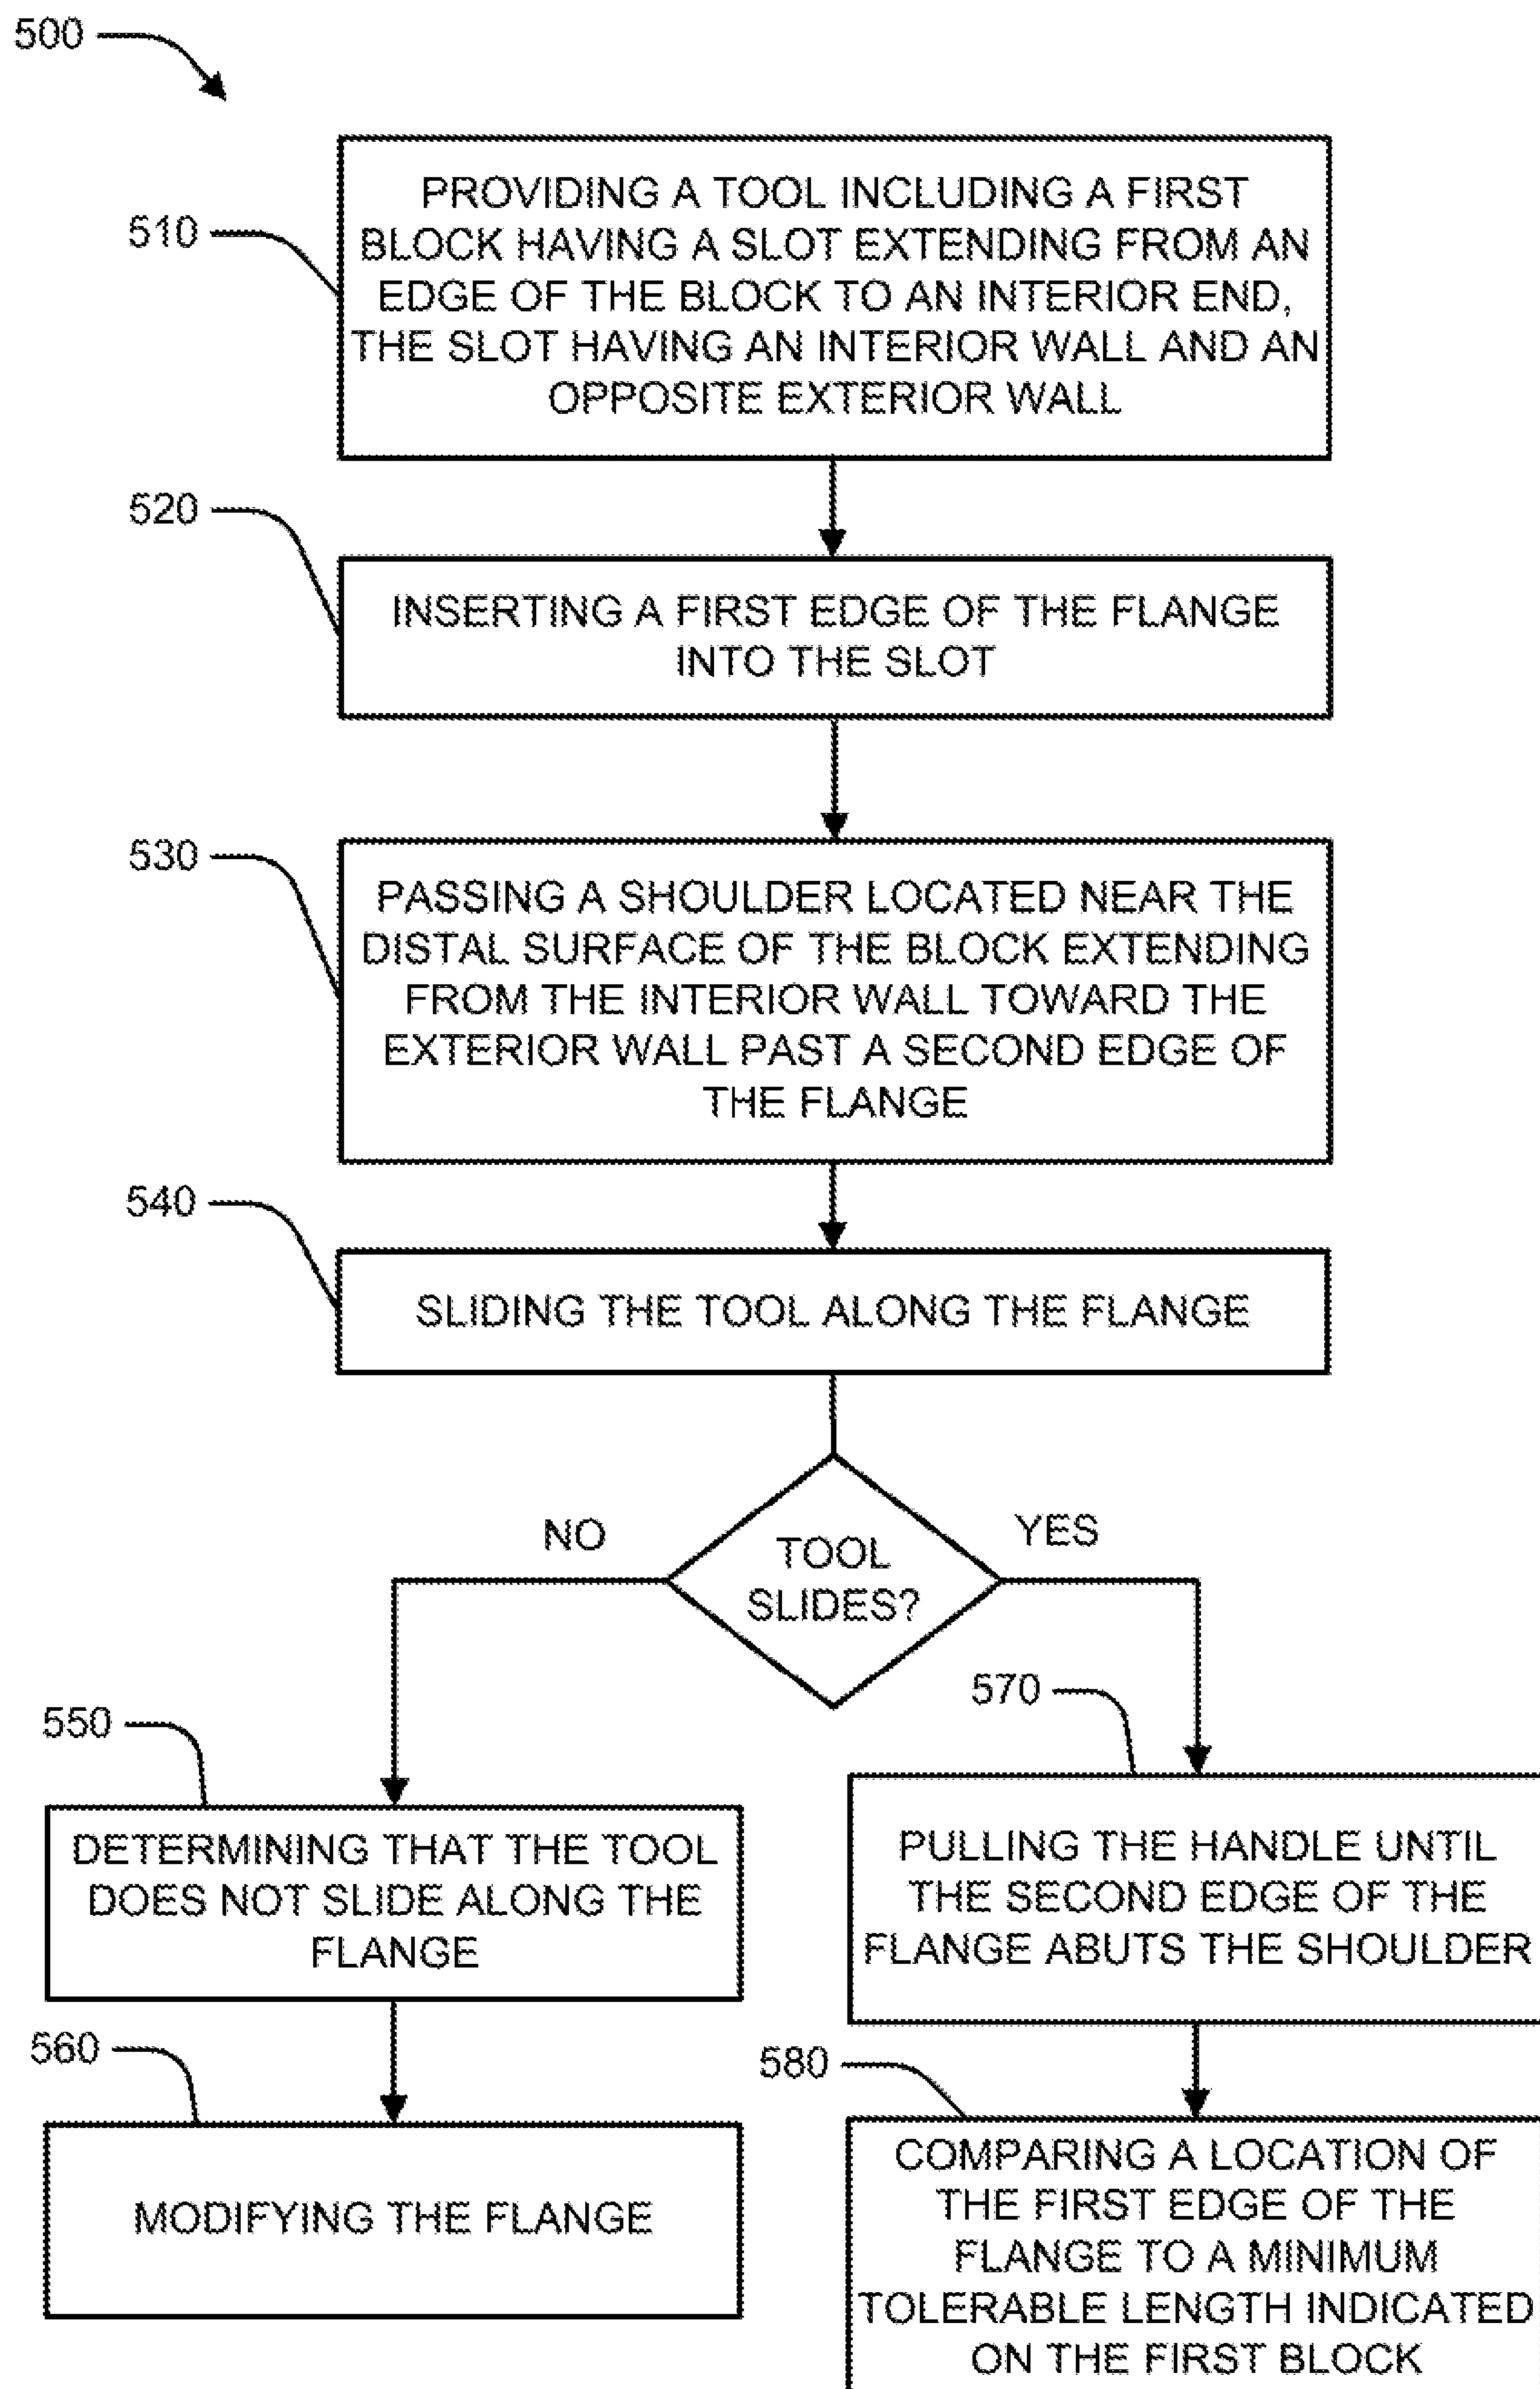 500
510
PROVIDING A TOOL INCLUDING A FIRST
BLOCK HAVING A SLOT EXTENDING FROM AN
EDGE OF THE BLOCK TO AN INTERIOR END,
THE SLOT HAVING AN INTERIOR WALL AND AN
OPPOSITE EXTERIOR WALL
520
INSERTING A FIRST EDGE OF THE FLANGE
INTO THE SLOT
530
PASSING A SHOULDER LOCATED NEAR THE
DISTAL SURFACE OF THE BLOCK EXTENDING
FROM THE INTERIOR WALL TOWARD THE
EXTERIOR WALL PAST A SECOND EDGE OF
THE FLANGE
540
SLIDING THE TOOL ALONG THE FLANGE
NO
YES
TOOL
SLIDES?
550
DETERMINING THAT THE TOOL
DOES NOT SLIDE ALONG THE
FLANGE
560
MODIFYING THE FLANGE
570
PULLING THE HANDLE UNTIL
THE SECOND EDGE OF THE
FLANGE ABUTS THE SHOULDER
580
COMPARING A LOCATION OF
THE FIRST EDGE OF THE
FLANGE TO A MINIMUM
TOLERABLE LENGTH INDICATED
ON THE FIRST BLOCK